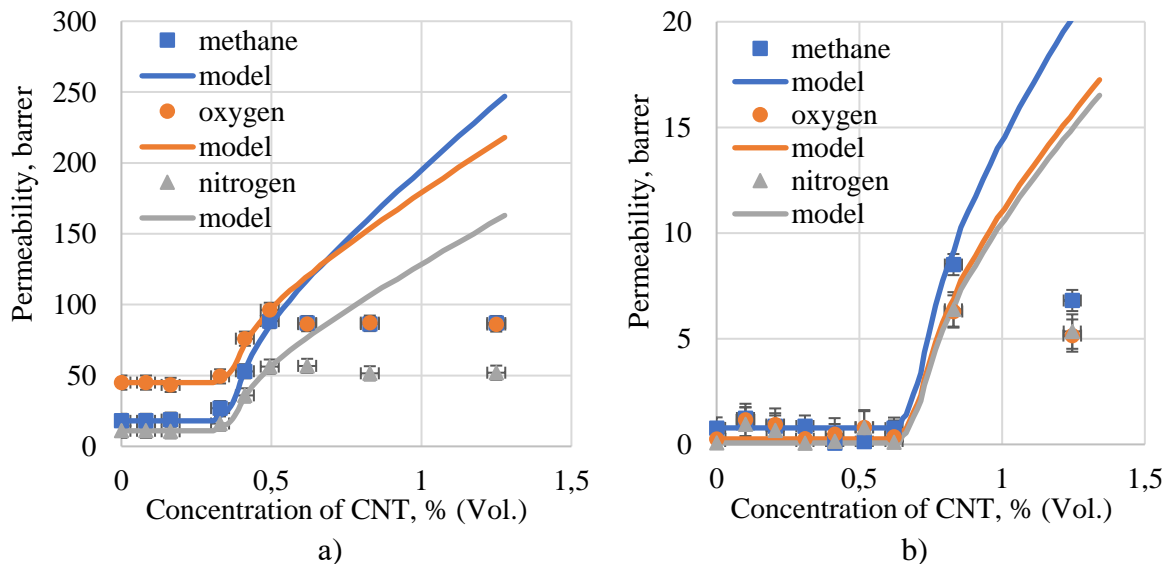 Permeability, barrer
300
250
200
150
100
50
0
methane
model
oxygen
model
nitrogen
model
0
0,5
1
1,5
Concentration of CNT, % (Vol.)
a)
Permeability, barrer
20
15
10
5
0
methane
model
oxygen
model
nitrogen
model
0
0,5
1
1,5
Concentration of CNT, % (Vol.)
b)